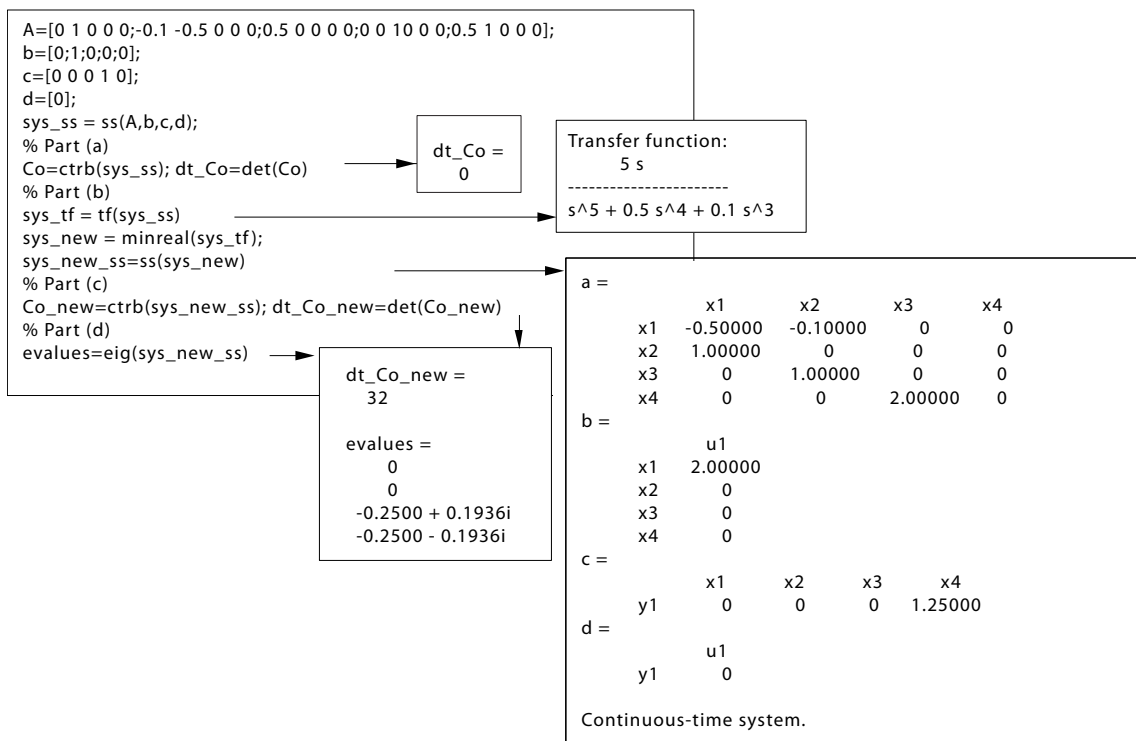 A=[0 1 0 0 0;-0.1 -0.5 0 0 0;0.5 0 0 0 0;0 0 10 0 0;0.5 1 0 0 0];
b=[0;1;0;0;0];
c=[0 0 0 1 0];
d=[0];
sys_ss = ss(A,b,c,d);
% Part (a)
Co=ctrb(sys_ss); dt_Co=det(Co)
% Part (b)
sys_tf = tf(sys_ss)
sys_new = minreal(sys_tf);
sys_new_ss=ss(sys_new)
% Part (c)
Co_new=ctrb(sys_new_ss); dt_Co_new=det(Co_new)
% Part (d)
evalues=eig(sys_new_ss)
dt_Co =
0
Transfer function:
5 s
-----------------------
s^5 + 0.5 s^4 + 0.1 s^3
dt_Co_new =
32
evalues =
0
0
-0.2500 + 0.1936i
-0.2500 - 0.1936i
a =
x1 x2 x3 x4
x1 -0.50000 -0.10000 0 0
x2 1.00000 0 0 0
x3 0 1.00000 0 0
x4 0 0 2.00000 0
b =
u1
x1 2.00000
x2 0
x3 0
x4 0
c =
x1 x2 x3 x4
y1 0 0 0 1.25000
d =
u1
y1 0
Continuous-time system.